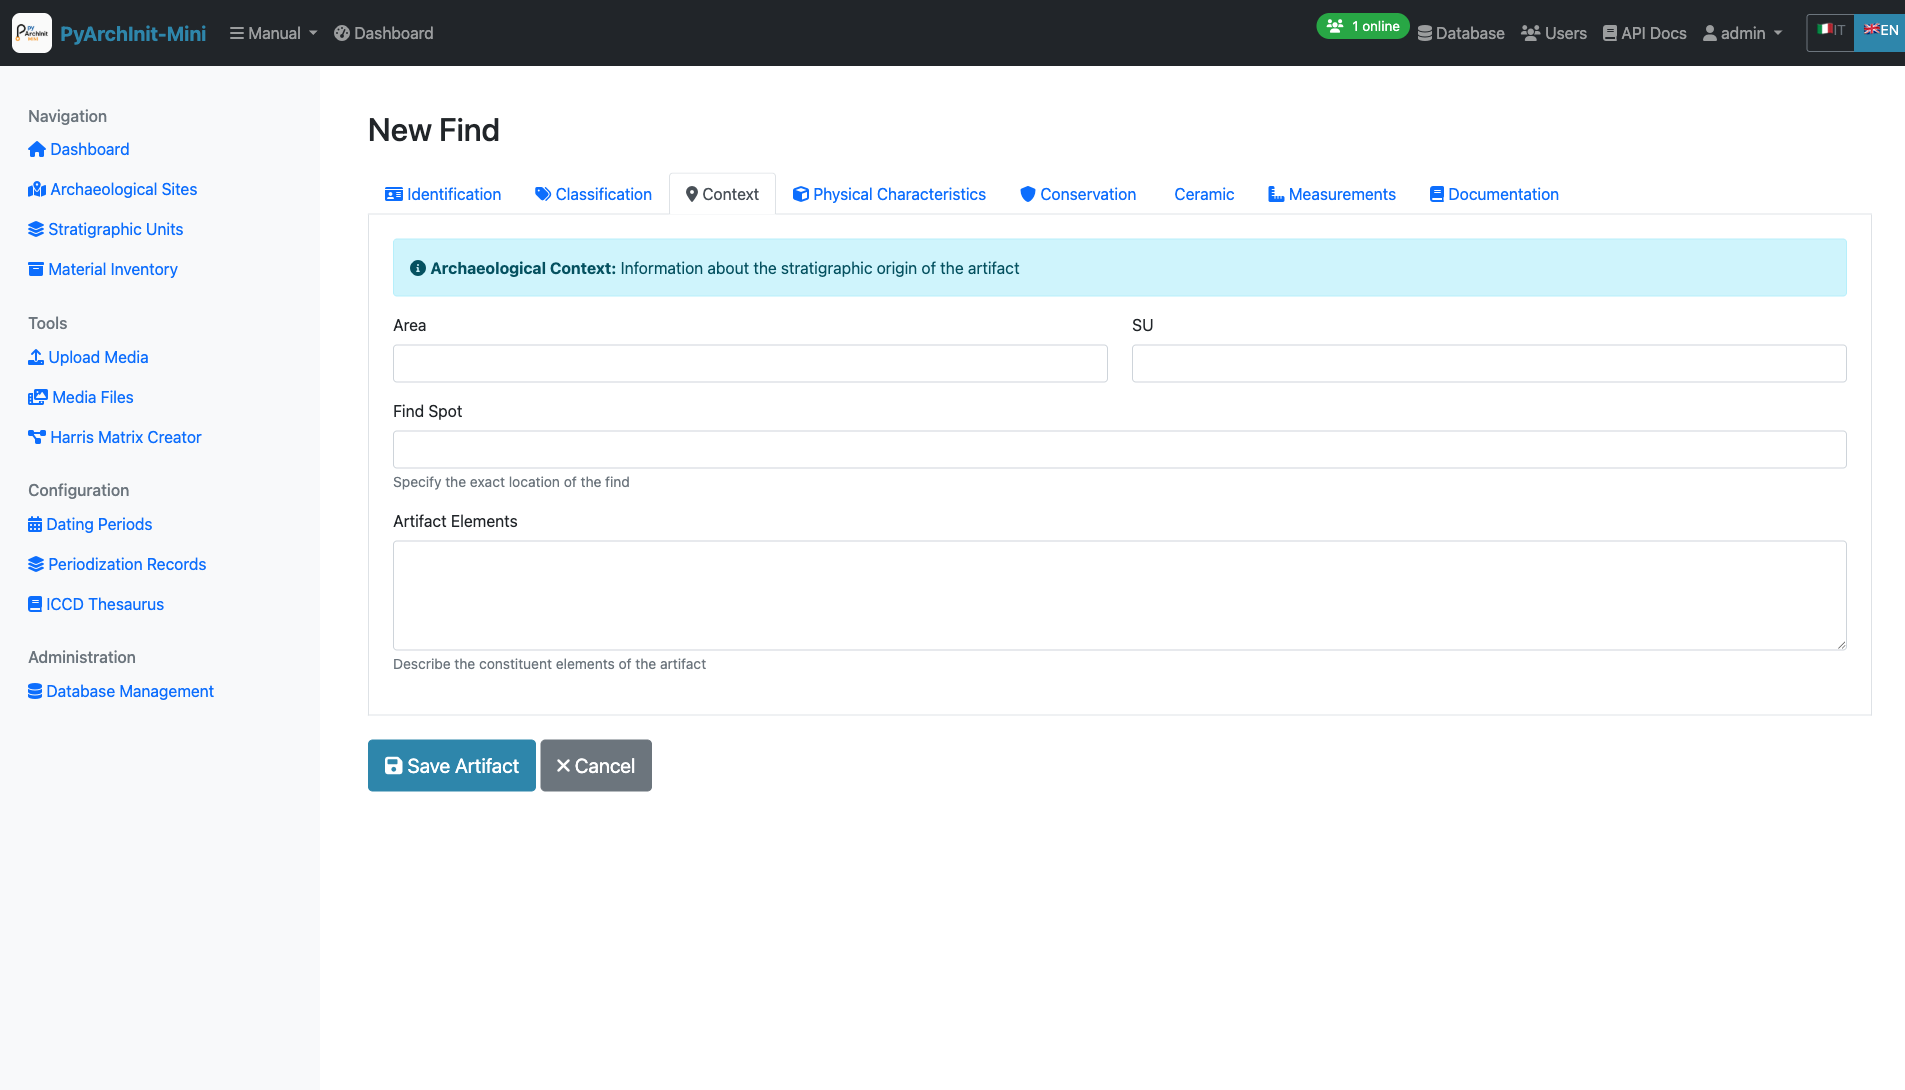 PyArchInit-Mini Manual Dashboard 1 online Database Users API Docs admin IT EN
Navigation
Dashboard
Archaeological Sites
Stratigraphic Units
Material Inventory
Tools
Upload Media
Media Files
Harris Matrix Creator
Configuration
Dating Periods
Periodization Records
ICCD Thesaurus
Administration
Database Management
New Find
Identification Classification Context Physical Characteristics Conservation Ceramic Measurements Documentation
Archaeological Context: Information about the stratigraphic origin of the artifact
Area SU
Find Spot
Specify the exact location of the find
Artifact Elements
Describe the constituent elements of the artifact
Save Artifact Cancel